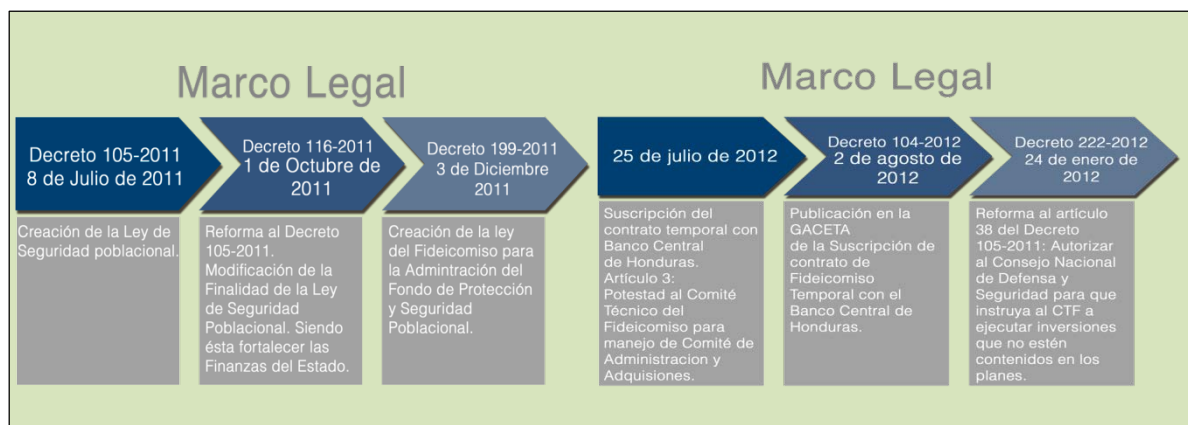 Marco Legal
Decreto 105-2011
8 de Julio de 2011
Creación de la Ley de
Seguridad poblacional.
Decreto 116-2011
1 de Octubre de
2011
Reforma al Decreto
105-2011.
Modificación de la
Finalidad de la Ley
de Seguridad
Poblacional. Siendo
ésta fortalecer las
Finanzas del Estado.
Decreto 199-2011
3 de Diciembre
2011
Creación de la ley
del Fideicomiso para
la Admintración del
Fondo de Protección
y Seguridad
Poblacional.
Marco Legal
25 de julio de 2012
Suscripción del
contrato temporal con
Banco Central
de Honduras.
Artículo 3:
Potestad al Comité
Técnico del
Fideicomiso para
manejo de Comité de
Administracion y
Adquisiones.
Decreto 104-2012
2 de agosto de
2012
Publicación en la
GACETA
de la Suscripción de
contrato de
Fideicomiso
Temporal con el
Banco Central de
Honduras.
Decreto 222-2012
24 de enero de
2012
Reforma al artículo
38 del Decreto
105-2011: Autorizar
al Consejo Nacional
de Defensa y
Seguridad para que
instruya al CTF a
ejecutar inversiones
que no estén
contenidos en los
planes.